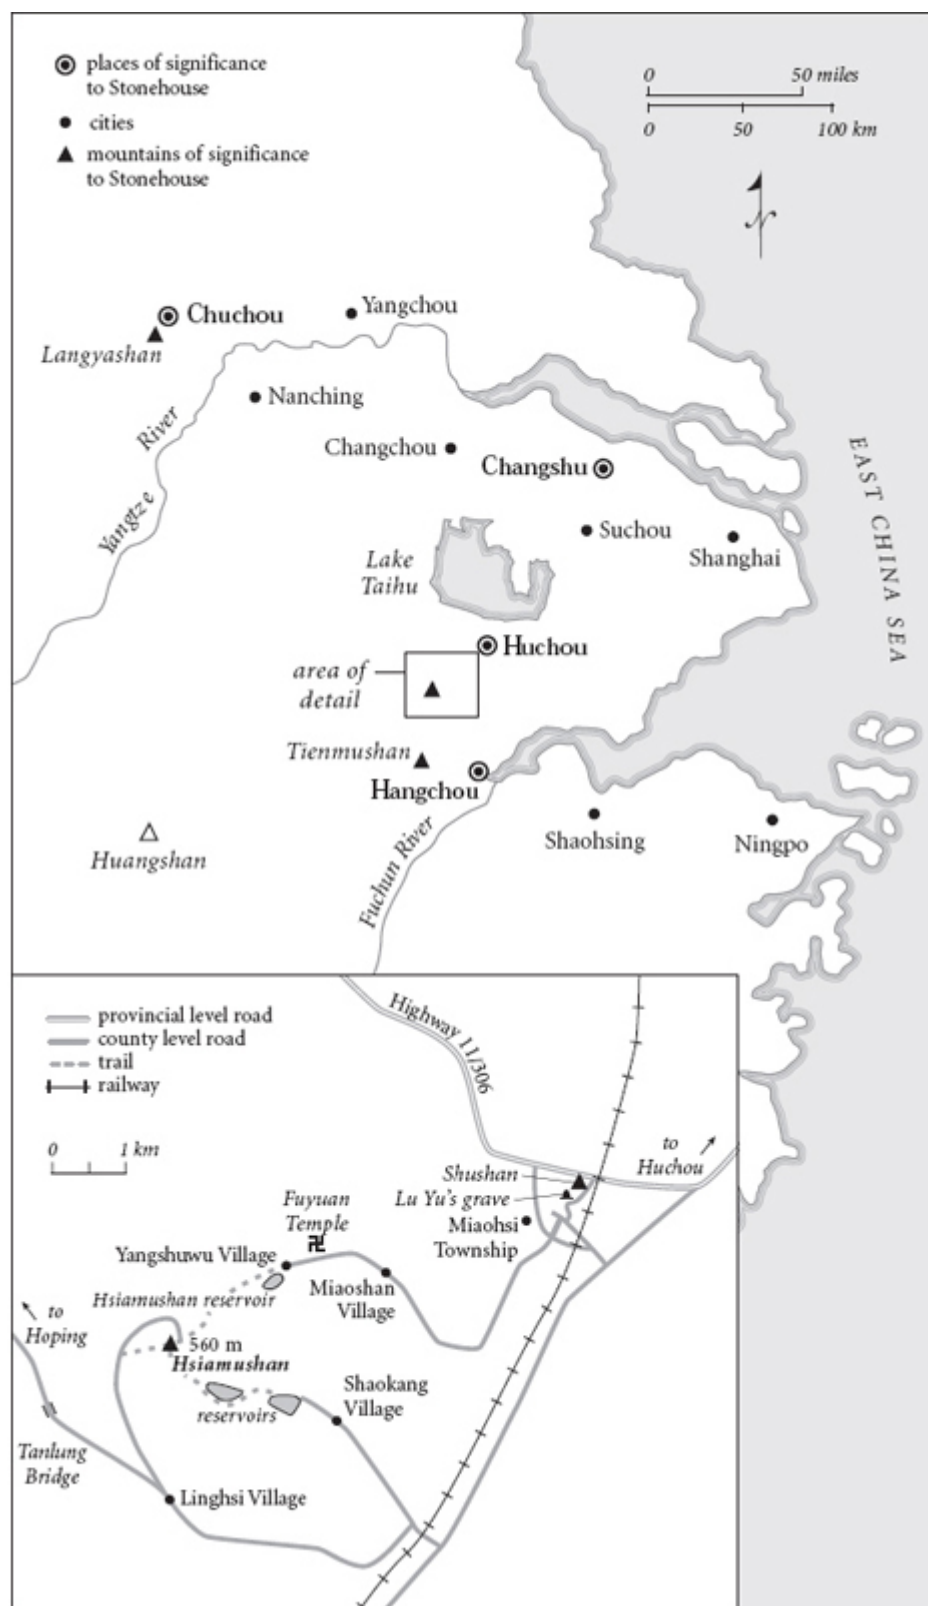 places of significance
to Stonehouse
cities
mountains of significance
to Stonehouse
0 50 miles
0 50 100 km
N
Chuchou
Yangchou
Langyashan
Nanching
Yangtze River
Changchou
Changshu
Suchou
Shanghai
EAST CHINA SEA
Lake
Taihu
Huchou
area of
detail
Tienmushan
Hangchou
Huangshan
Fuchun River
Shaohsing
Ningpo
provincial level road
county level road
trail
railway
0 1 km
Highway 11/306
to
Huchou
Shushan
Lu Yu's grave
Miaohsi
Township
Fuyuan
Temple
卐
Yangshuwu Village
Hsiamushan reservoir
Miaoshan
Village
to
Hoping
560 m
Hsiamushan
reservoirs
Shaokang
Village
Tanlung
Bridge
Linghsi Village